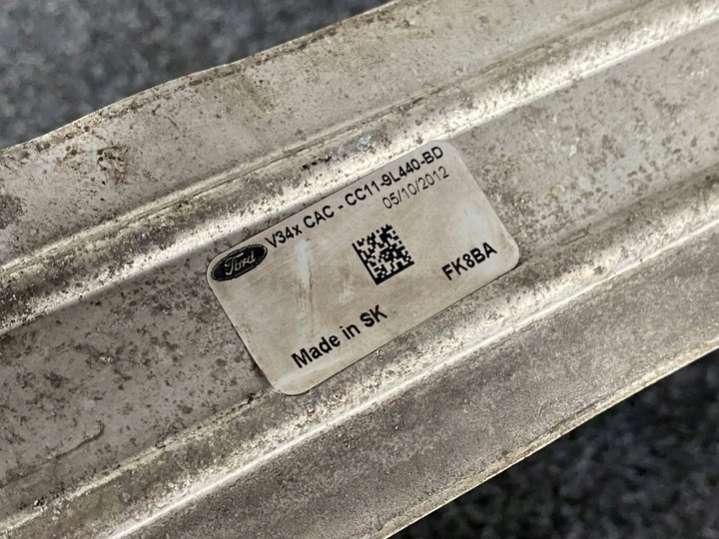 Ford V34x CAC - CC11-9L440-BD
05/10/2012
FK8BA
Made in SK